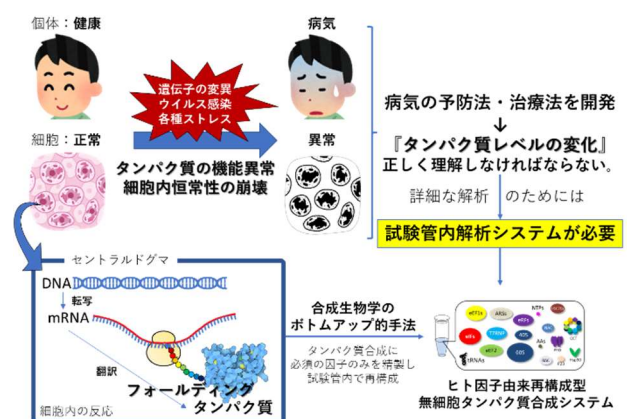 個体：健康
病気
遺伝子の変異
ウイルス感染
各種ストレス
細胞：正常
異常
タンパク質の機能異常
細胞内恒常性の崩壊
病気の予防法・治療法を開発
『タンパク質レベルの変化』
正しく理解しなければならない。
詳細な解析 のためには
試験管内解析システムが必要
セントラルドグマ
DNA
転写
mRNA
翻訳
フォールディング
タンパク質
細胞内の反応
合成生物学の
ボトムアップ的手法
タンパク質合成に
必須の因子のみを精製し
試験管内で再構成
eEF1s
ARSs
NTPs
eRFs
eIFs
40S
eEF2
60S
AAs
tRNAs
ヒト因子由来再構成型
無細胞タンパク質合成システム